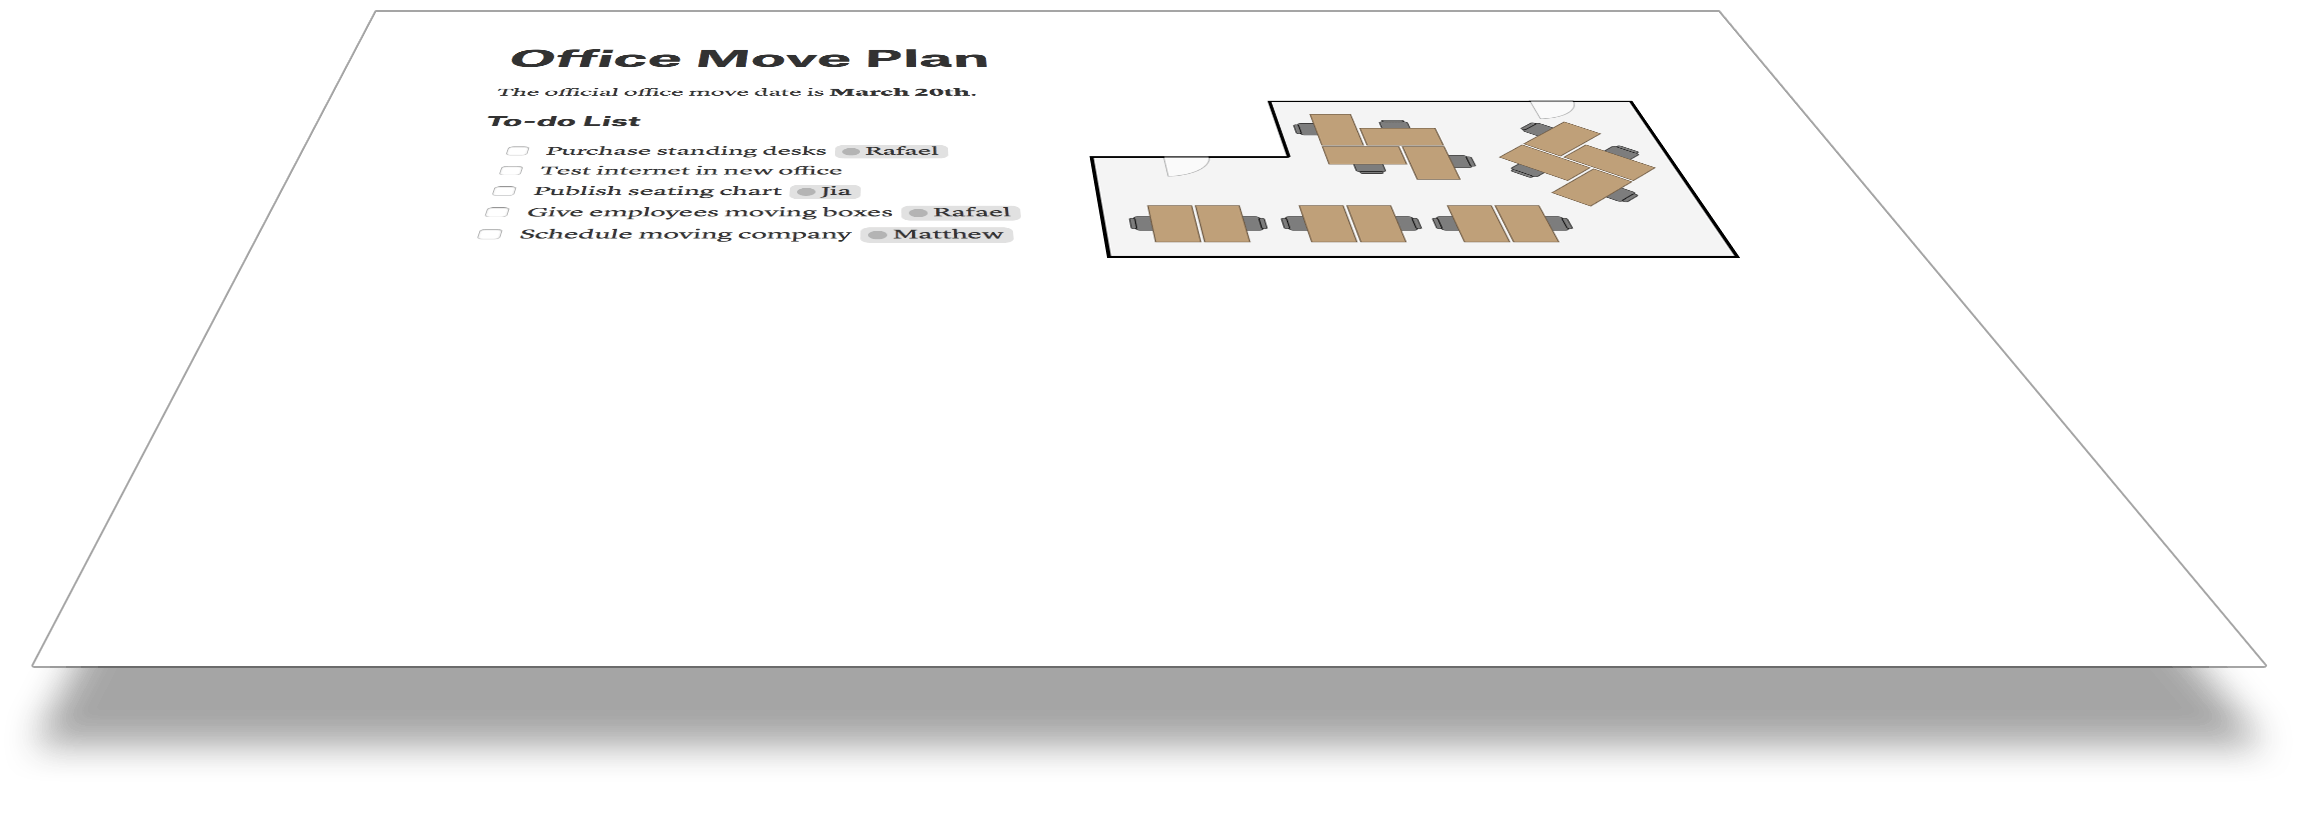 Office Move Plan
The official office move date is March 20th.
To-do List
Purchase standing desks Rafael
Test internet in new office
Publish seating chart Jia
Give employees moving boxes Rafael
Schedule moving company Matthew